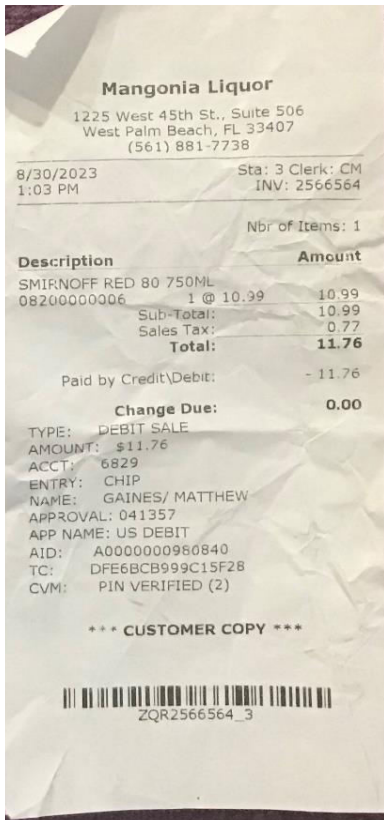 Mangonia Liquor
1225 West 45th St., Suite 506
West Palm Beach, FL 33407
(561) 881-7738
8/30/2023 Sta: 3 Clerk: CM
1:03 PM INV: 2566564
Nbr of Items: 1
Description Amount
SMIRNOFF RED 80 750ML
08200000006 1 @ 10.99 10.99
Sub-Total: 10.99
Sales Tax: 0.77
Total: 11.76
Paid by Credit\Debit: - 11.76
Change Due: 0.00
TYPE: DEBIT SALE
AMOUNT: $11.76
ACCT: 6829
ENTRY: CHIP
NAME: GAINES/ MATTHEW
APPROVAL: 041357
APP NAME: US DEBIT
AID: A0000000980840
TC: DFE6BCB999C15F28
CVM: PIN VERIFIED (2)
*** CUSTOMER COPY ***
ZQR2566564_3